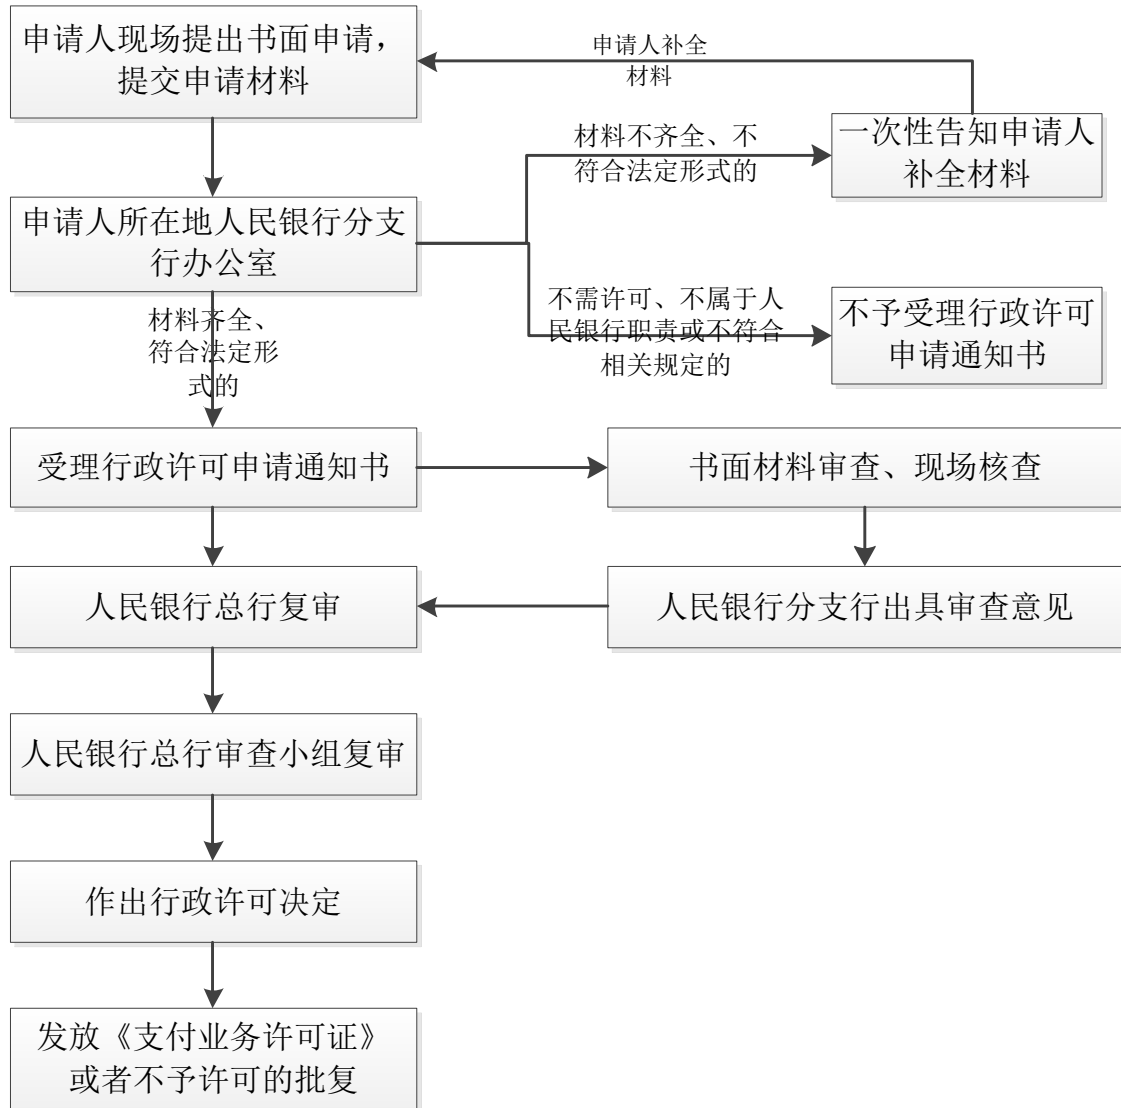 申请人现场提出书面申请，
提交申请材料
申请人补全
材料
一次性告知申请人
补全材料
材料不齐全、不
符合法定形式的
申请人所在地人民银行分支
行办公室
不需许可、不属于人
民银行职责或不符合
相关规定的
不予受理行政许可
申请通知书
材料齐全、
符合法定形
式的
受理行政许可申请通知书
书面材料审查、现场核查
人民银行总行复审
人民银行分支行出具审查意见
人民银行总行审查小组复审
作出行政许可决定
发放《支付业务许可证》
或者不予许可的批复